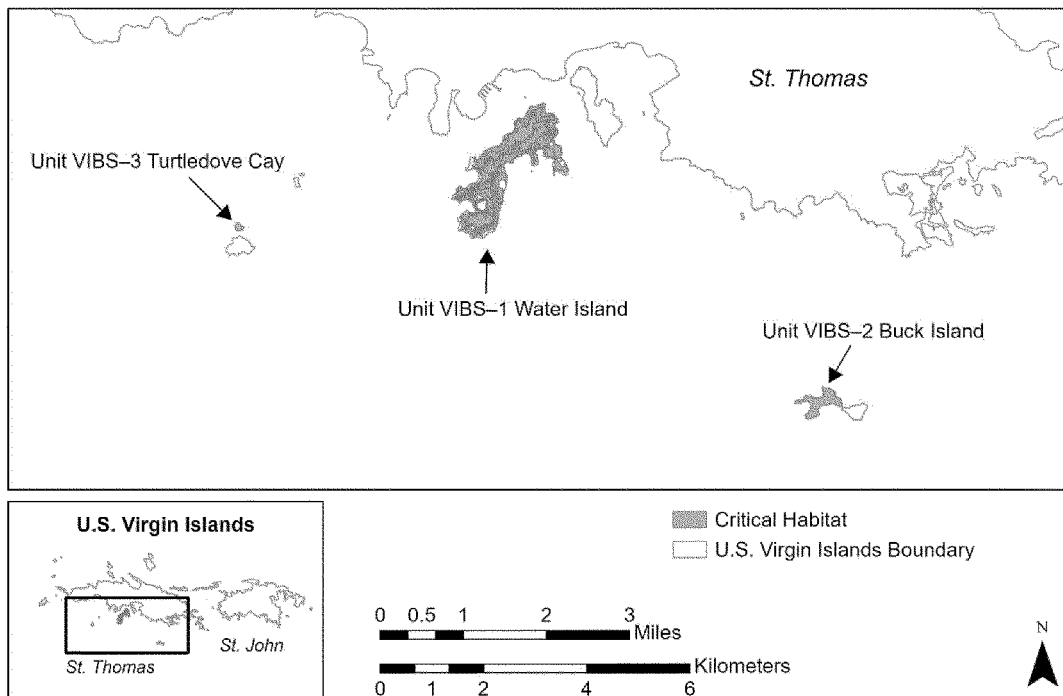 St. Thomas
Unit VIBS–3 Turtledove Cay
Unit VIBS–1 Water Island
Unit VIBS–2 Buck Island
U.S. Virgin Islands
St. John
St. Thomas
Critical Habitat
U.S. Virgin Islands Boundary
0 0.5 1 2 3
Miles
Kilometers
0 1 2 4 6
N